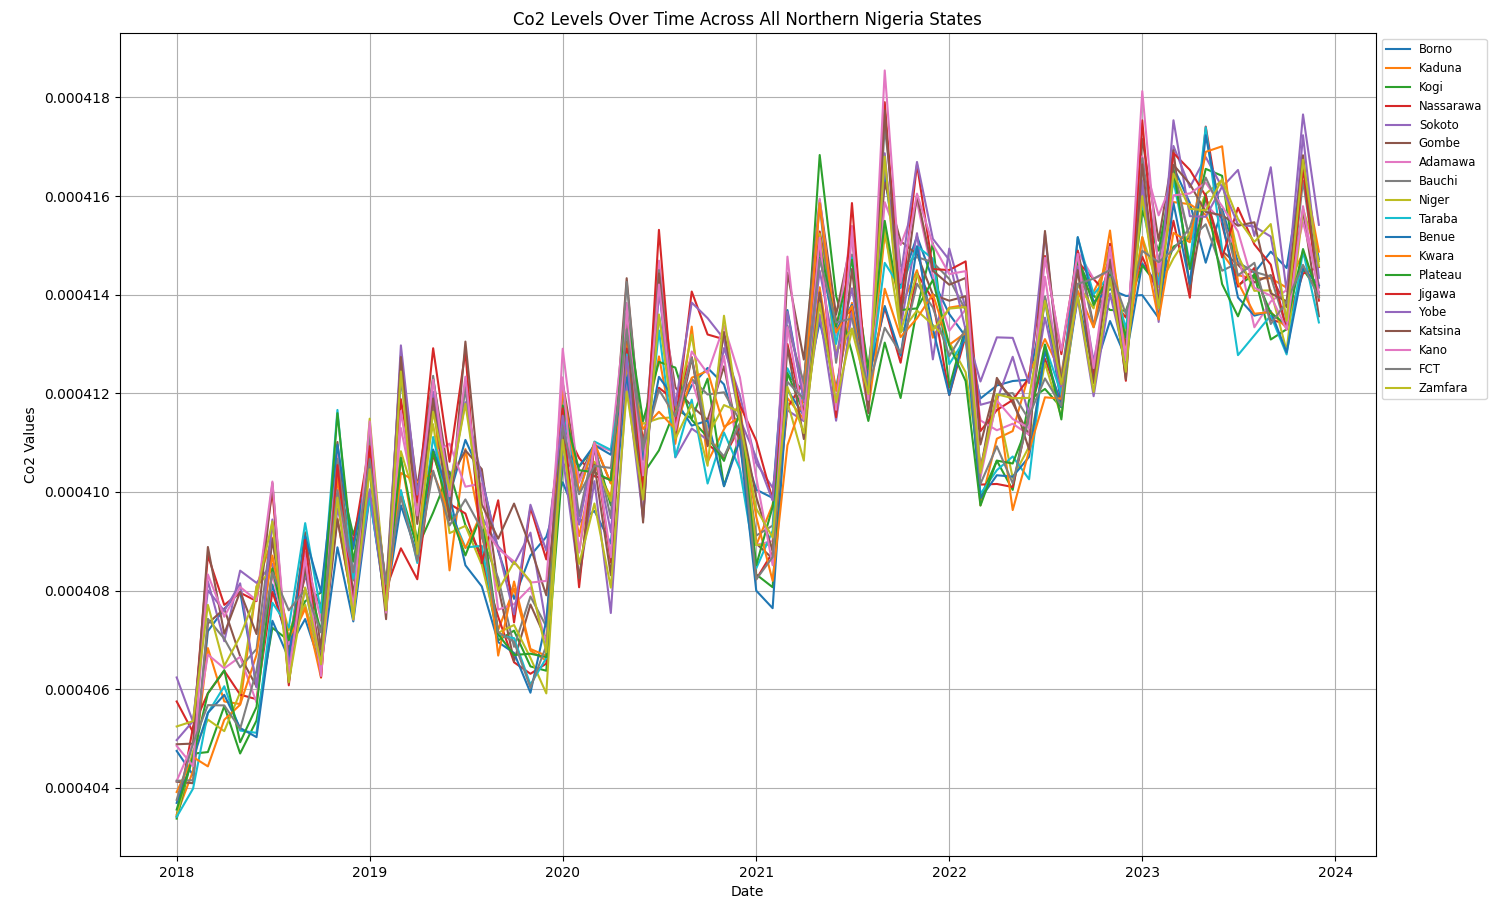 Co2 Levels Over Time Across All Northern Nigeria States
Co2 Values
0.000418
0.000416
0.000414
0.000412
0.000410
0.000408
0.000406
0.000404
2018
2019
2020
2021
2022
2023
2024
Date
Borno
Kaduna
Kogi
Nassarawa
Sokoto
Gombe
Adamawa
Bauchi
Niger
Taraba
Benue
Kwara
Plateau
Jigawa
Yobe
Katsina
Kano
FCT
Zamfara